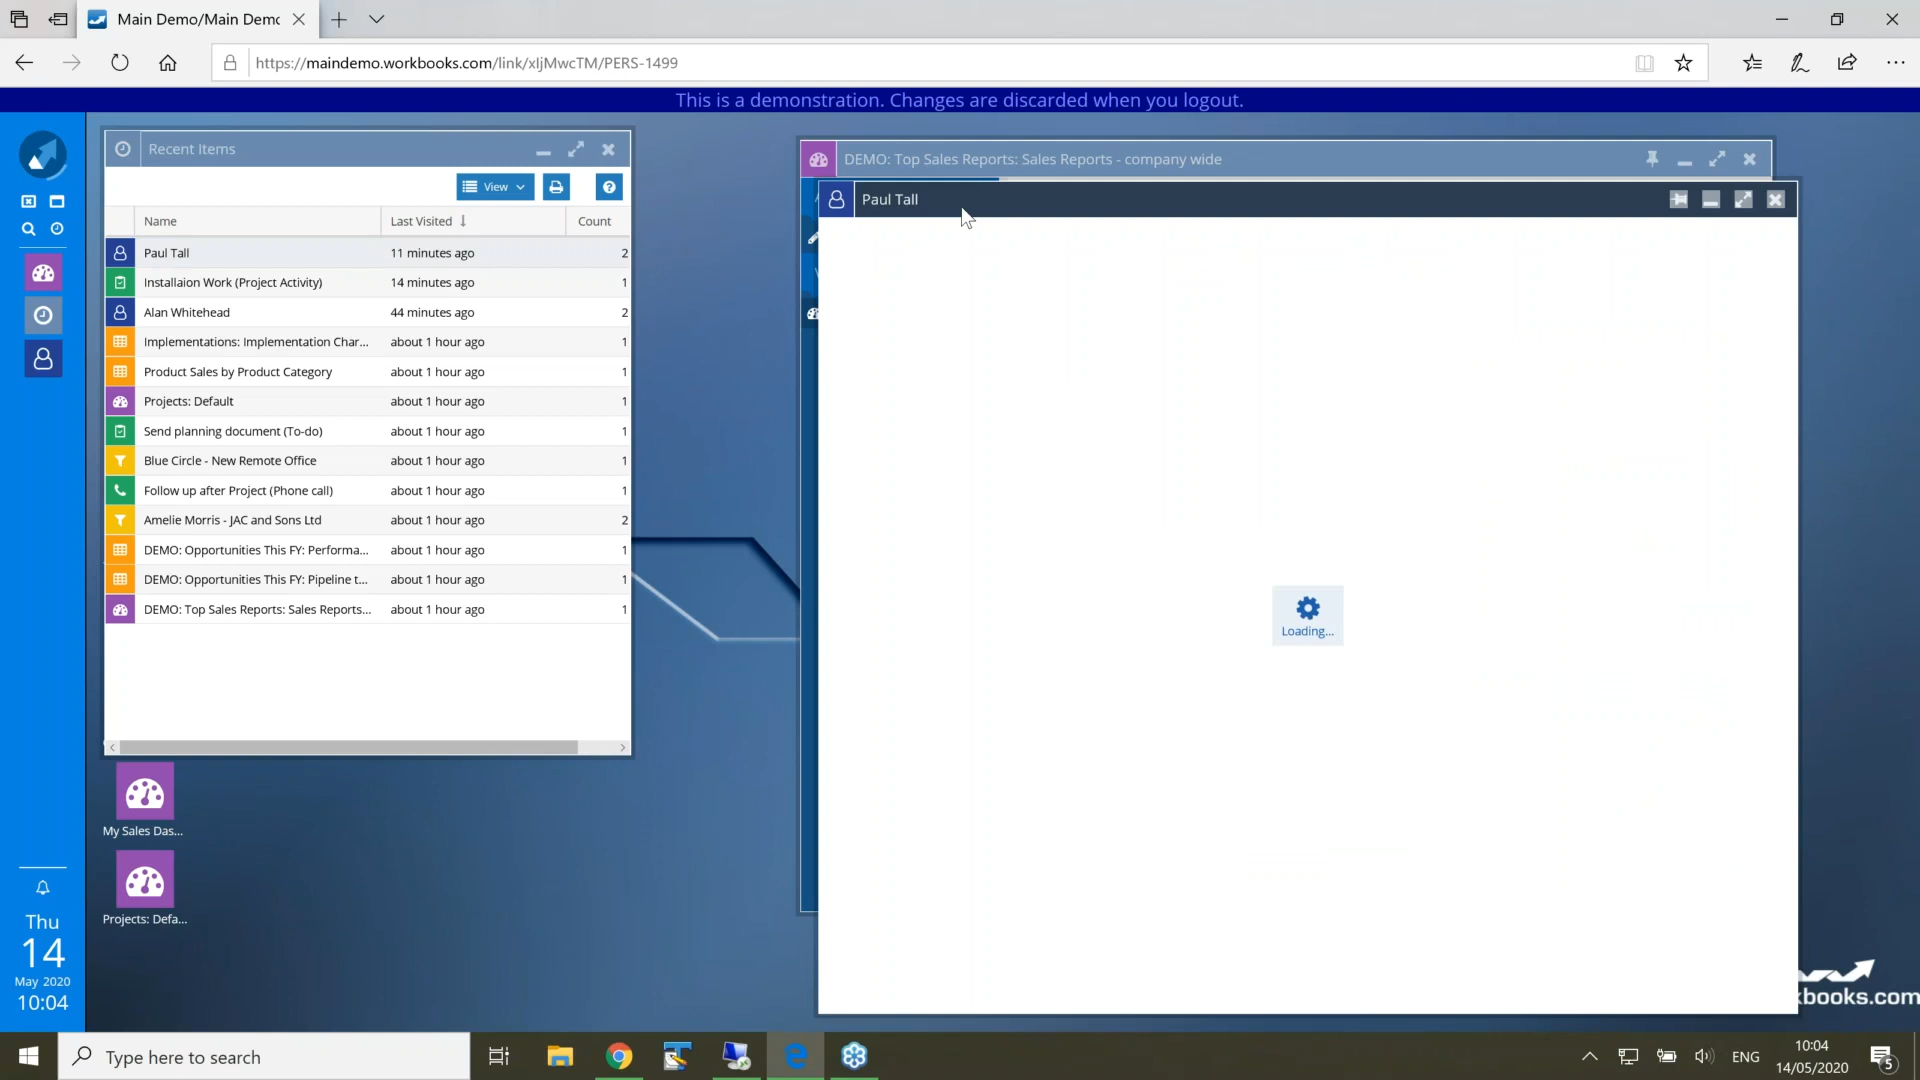 Main Demo/Main Demo
https://maindemo.workbooks.com/link/xIjMwcTM/PERS-1499
This is a demonstration. Changes are discarded when you logout.
Recent Items
View
Name Last Visited Count
Paul Tall 11 minutes ago 2
Installaion Work (Project Activity) 14 minutes ago 1
Alan Whitehead 44 minutes ago 2
Implementations: Implementation Char... about 1 hour ago 1
Product Sales by Product Category about 1 hour ago 1
Projects: Default about 1 hour ago 1
Send planning document (To-do) about 1 hour ago 1
Blue Circle - New Remote Office about 1 hour ago 1
Follow up after Project (Phone call) about 1 hour ago 1
Amelie Morris - JAC and Sons Ltd about 1 hour ago 2
DEMO: Opportunities This FY: Performa... about 1 hour ago 1
DEMO: Opportunities This FY: Pipeline t... about 1 hour ago 1
DEMO: Top Sales Reports: Sales Reports... about 1 hour ago 1
DEMO: Top Sales Reports: Sales Reports - company wide
Paul Tall
Loading...
My Sales Das...
Projects: Defa...
Thu
14
May 2020
10:04
kbooks.com
Type here to search
ENG
10:04
14/05/2020
5